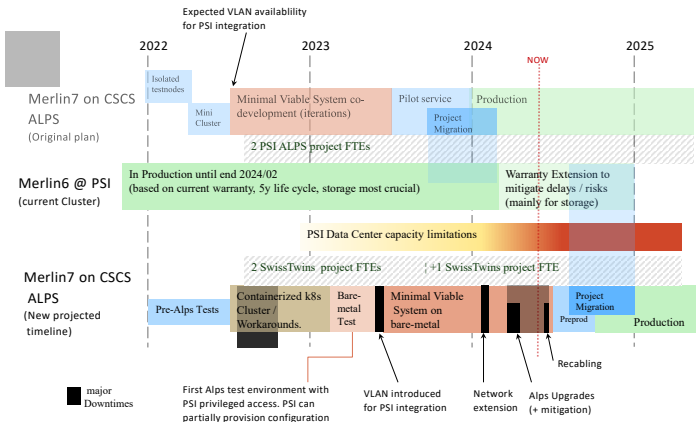 Expected VLAN availablility
for PSI integration
2022
2023
2024
2025
NOW
Merlin7 on CSCS
ALPS
(Original plan)
Isolated
testnodes
Mini
Cluster
Minimal Viable System co-
development (iterations)
Pilot service
Production
Project
Migration
2 PSI ALPS project FTEs
Merlin6 @ PSI
(current Cluster)
In Production until end 2024/02
(based on current warranty, 5y life cycle, storage most crucial)
Warranty Extension to
mitigate delays / risks
(mainly for storage)
PSI Data Center capacity limitations
Merlin7 on CSCS
ALPS
(New projected
timeline)
2 SwissTwins project FTEs
+1 SwissTwins project FTE
Pre-Alps Tests
Containerized k8s
Cluster /
Workarounds.
Bare-
metal
Test
Minimal Viable
System on
bare-metal
Project
Migration
Preprod
Production
Recabling
major
Downtimes
First Alps test environment with
PSI privileged access. PSI can
partially provision configuration
VLAN introduced
for PSI integration
Network
extension
Alps Upgrades
(+ mitigation)